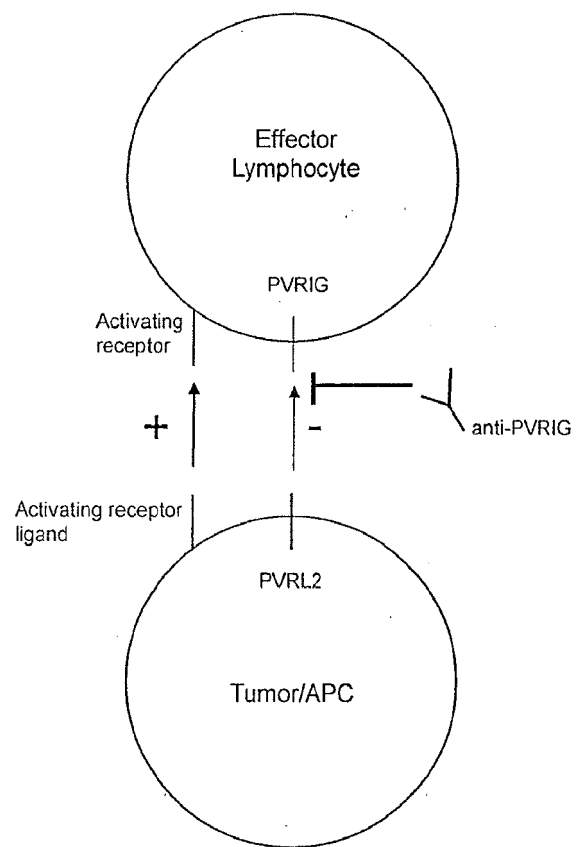 Effector
Lymphocyte
PVRIG
Activating
receptor
+
-
anti-PVRIG
Activating receptor
ligand
PVRL2
Tumor/APC